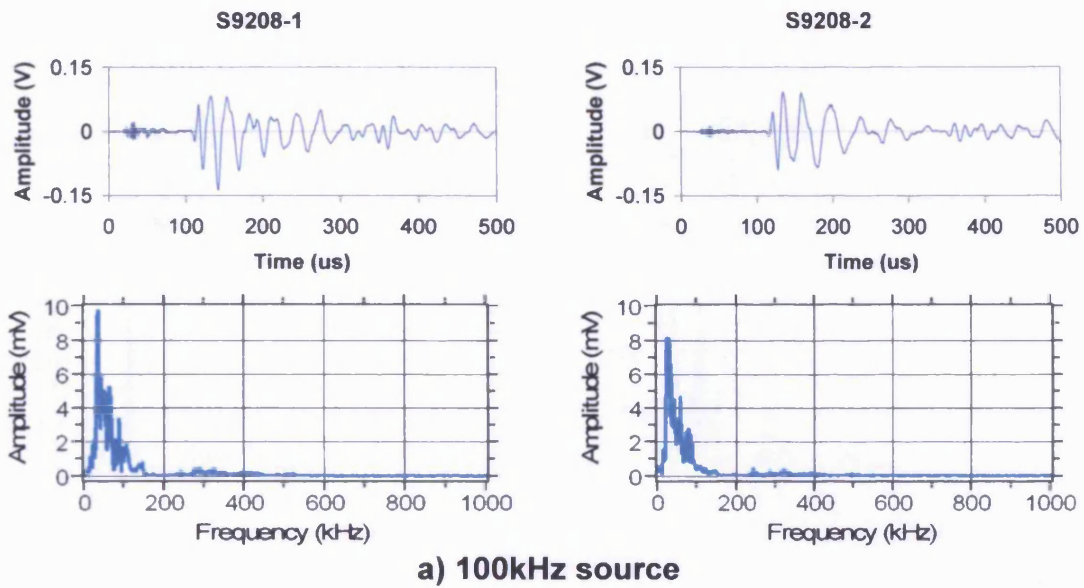 S9208-1
0.15
0
-0.15
Amplitude (V)
0 100 200 300 400 500
Time (us)
10
8
6
4
2
0
Amplitude (mV)
0 200 400 600 800 1000
Frequency (kHz)
S9208-2
0.15
0
-0.15
Amplitude (V)
0 100 200 300 400 500
Time (us)
10
8
6
4
2
0
Amplitude (mV)
0 200 400 600 800 1000
Frequency (kHz)
a) 100kHz source